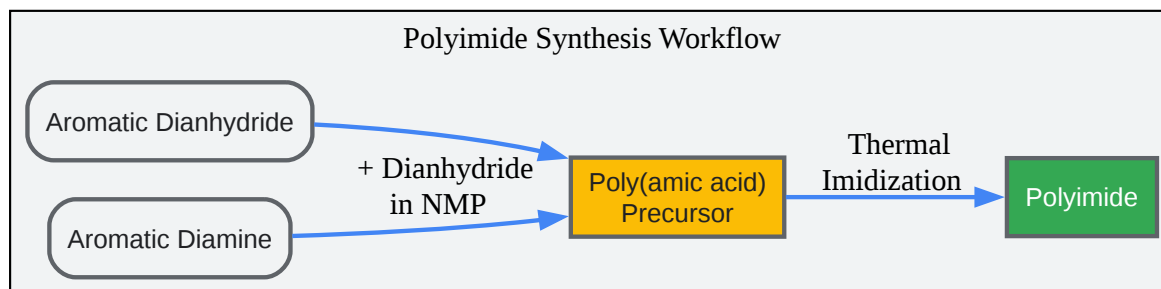 Polyimide Synthesis Workflow
Aromatic Dianhydride
+ Dianhydride
in NMP
Aromatic Diamine
Poly(amic acid)
Precursor
Thermal
Imidization
Polyimide